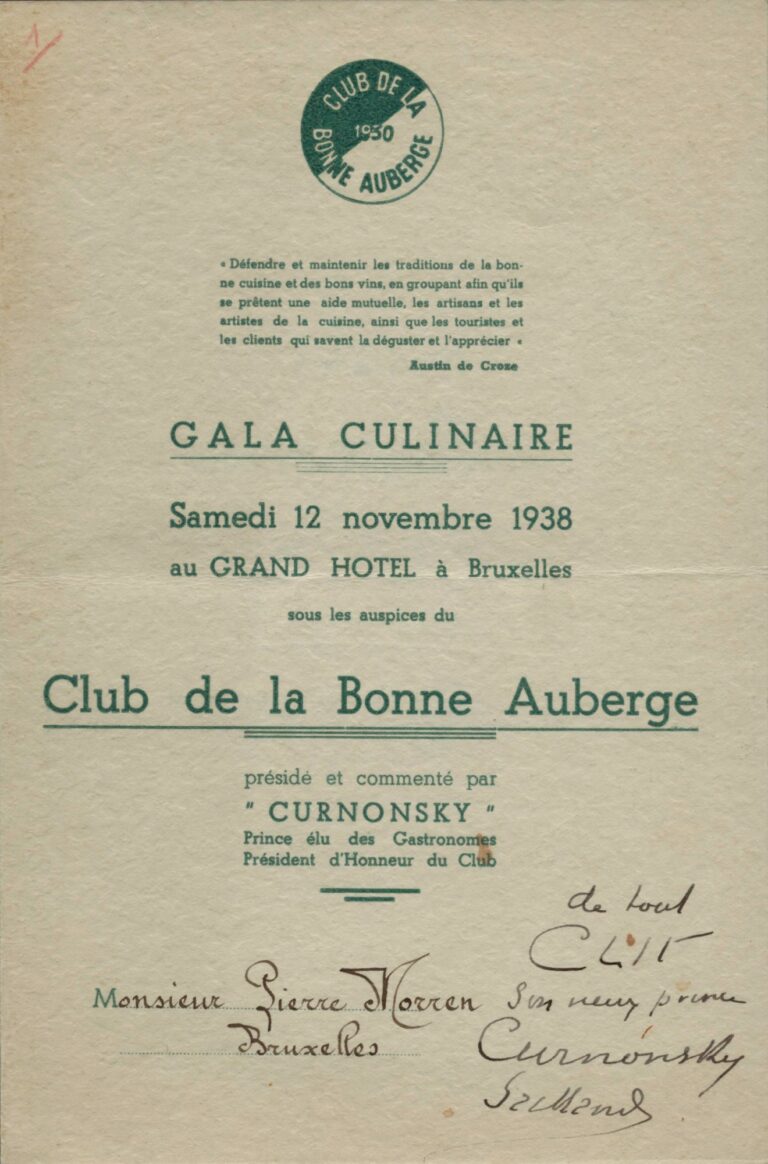 1
CLUB DE LA
1930
BONNE AUBERGE
« Défendre et maintenir les traditions de la bon-
ne cuisine et des bons vins, en groupant afin qu'ils
se prêtent une aide mutuelle, les artisans et les
artistes de la cuisine, ainsi que les touristes et
les clients qui savent la déguster et l'apprécier «
Austin de Croze
GALA CULINAIRE
Samedi 12 novembre 1938
au GRAND HOTEL à Bruxelles
sous les auspices du
Club de la Bonne Auberge
présidé et commenté par
" CURNONSKY "
Prince élu des Gastronomes
Président d'Honneur du Club
de tout
Son vieux prince
Monsieur Pierre Morren
Bruxelles
Curnonsky